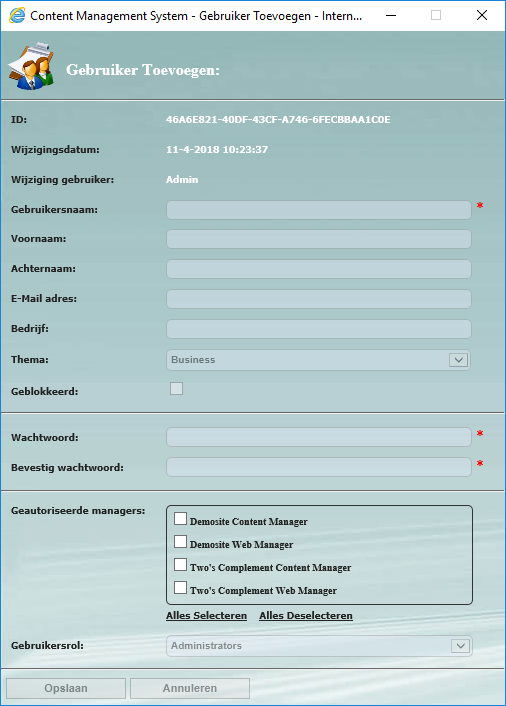 Content Management System - Gebruiker Toevoegen - Intern...
Gebruiker Toevoegen:
ID: 46A6E821-40DF-43CF-A746-6FECBBAA1C0E
Wijzigingsdatum: 11-4-2018 10:23:37
Wijziging gebruiker: Admin
Gebruikersnaam: *
Voornaam:
Achternaam:
E-Mail adres:
Bedrijf:
Thema: Business
Geblokkeerd:
Wachtwoord: *
Bevestig wachtwoord: *
Geautoriseerde managers:
Demosite Content Manager
Demosite Web Manager
Two's Complement Content Manager
Two's Complement Web Manager
Alles Selecteren Alles Deselecteren
Gebruikersrol: Administrators
Opslaan Annuleren